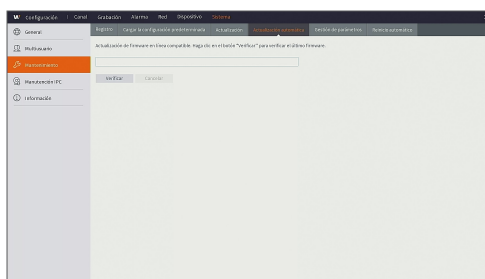 W Configuración Canal Grabación Alarma Red Dispositivo Sistema
General Registro Cargar la configuración predeterminada Actualización Actualización automática Gestión de parámetros Reinicio automático
Multiusuario Actualización de firmware en línea compatible. Haga clic en el botón "Verificar" para verificar el último firmware.
Mantenimiento
Manutención IPC Verificar Cancelar
Información